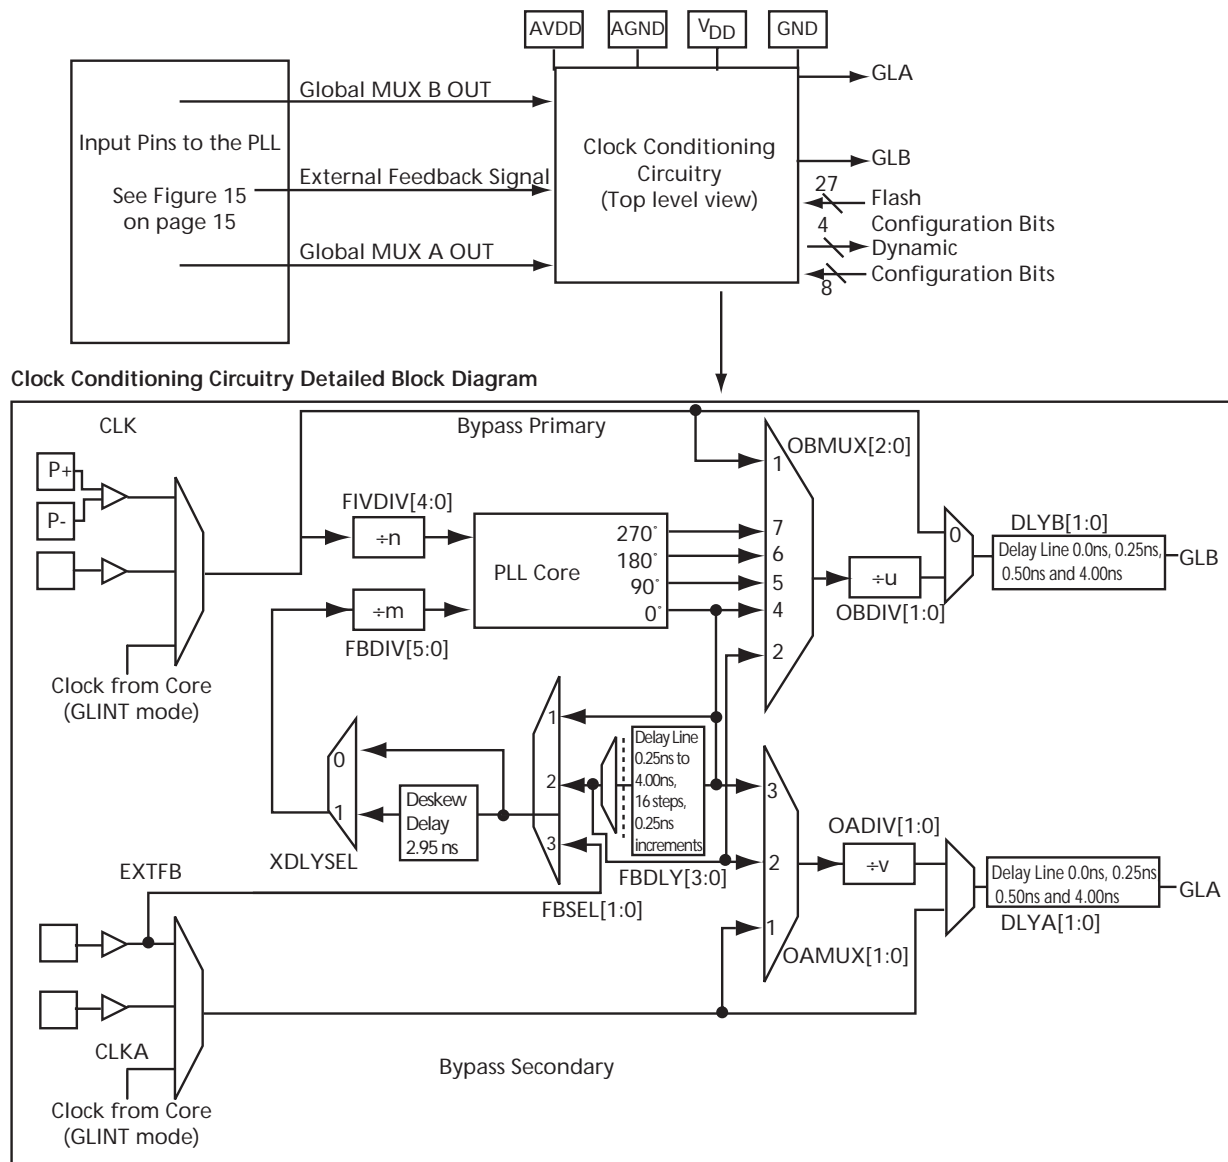 AVDD
AGND
VDD
GND
Global MUX B OUT
GLA
Input Pins to the PLL
See Figure 15
on page 15
External Feedback Signal
Global MUX A OUT
Clock Conditioning
Circuitry
(Top level view)
GLB
27
Flash
Configuration Bits
4
Dynamic
Configuration Bits
8
Clock Conditioning Circuitry Detailed Block Diagram
CLK
Bypass Primary
P+
P-
Clock from Core
(GLINT mode)
FIVDIV[4:0]
÷n
÷m
FBDIV[5:0]
PLL Core
270°
180°
90°
0°
OBMUX[2:0]
1
7
6
5
4
2
÷u
OBDIV[1:0]
0
DLYB[1:0]
Delay Line 0.0ns, 0.25ns,
0.50ns and 4.00ns
GLB
0
1
XDLYSEL
Deskew
Delay
2.95 ns
1
2
3
FBSEL[1:0]
Delay Line
0.25ns to
4.00ns,
16 steps,
0.25ns
increments
FBDLY[3:0]
3
2
1
OAMUX[1:0]
OADIV[1:0]
÷v
Delay Line 0.0ns, 0.25ns
0.50ns and 4.00ns
DLYA[1:0]
GLA
EXTFB
CLKA
Clock from Core
(GLINT mode)
Bypass Secondary